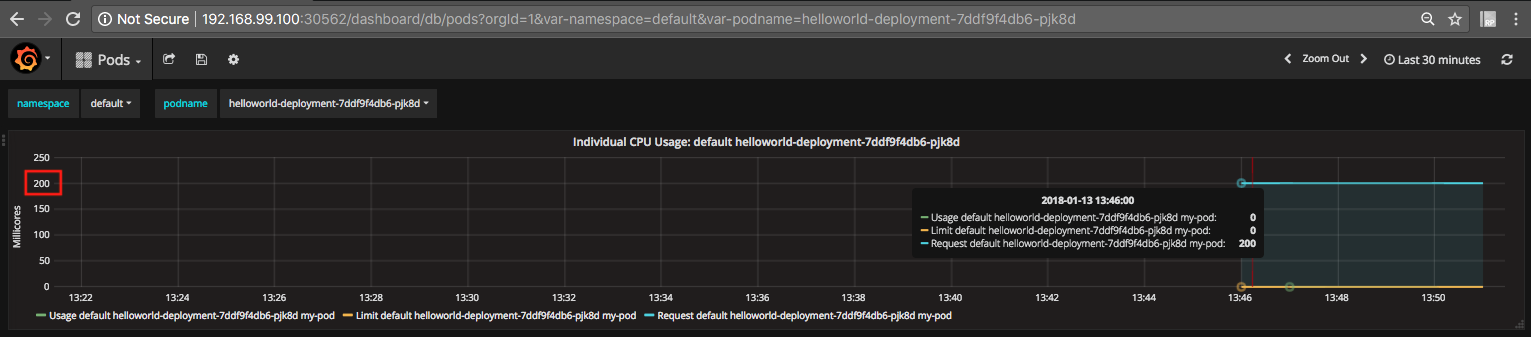 Not Secure 192.168.99.100:30562/dashboard/db/pods?orgId=1&var-namespace=default&var-podname=helloworld-deployment-7ddf9f4db6-pjk8d RP
Pods Zoom Out Last 30 minutes
namespace default podname helloworld-deployment-7ddf9f4db6-pjk8d
Individual CPU Usage: default helloworld-deployment-7ddf9f4db6-pjk8d
Millicores
250
200
150
100
50
0
2018-01-13 13:46:00
Usage default helloworld-deployment-7ddf9f4db6-pjk8d my-pod: 0
Limit default helloworld-deployment-7ddf9f4db6-pjk8d my-pod: 0
Request default helloworld-deployment-7ddf9f4db6-pjk8d my-pod: 200
13:22 13:24 13:26 13:28 13:30 13:32 13:34 13:36 13:38 13:40 13:42 13:44 13:46 13:48 13:50
Usage default helloworld-deployment-7ddf9f4db6-pjk8d my-pod Limit default helloworld-deployment-7ddf9f4db6-pjk8d my-pod Request default helloworld-deployment-7ddf9f4db6-pjk8d my-pod